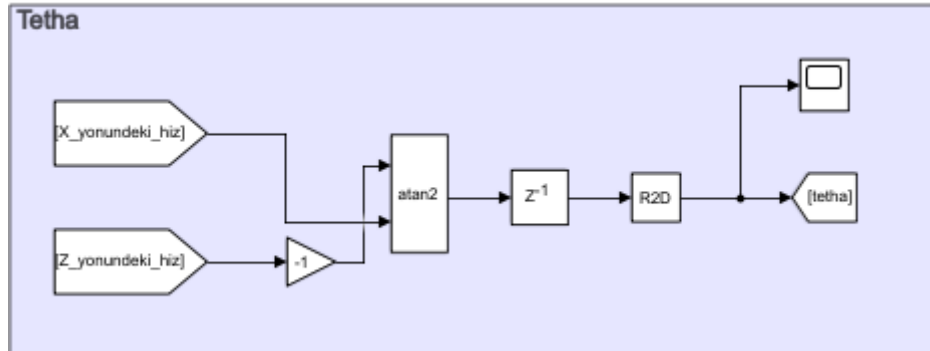 Tetha
[X_yonundeki_hiz]
atan2
Z-1
R2D
[tetha]
[Z_yonundeki_hiz]
-1